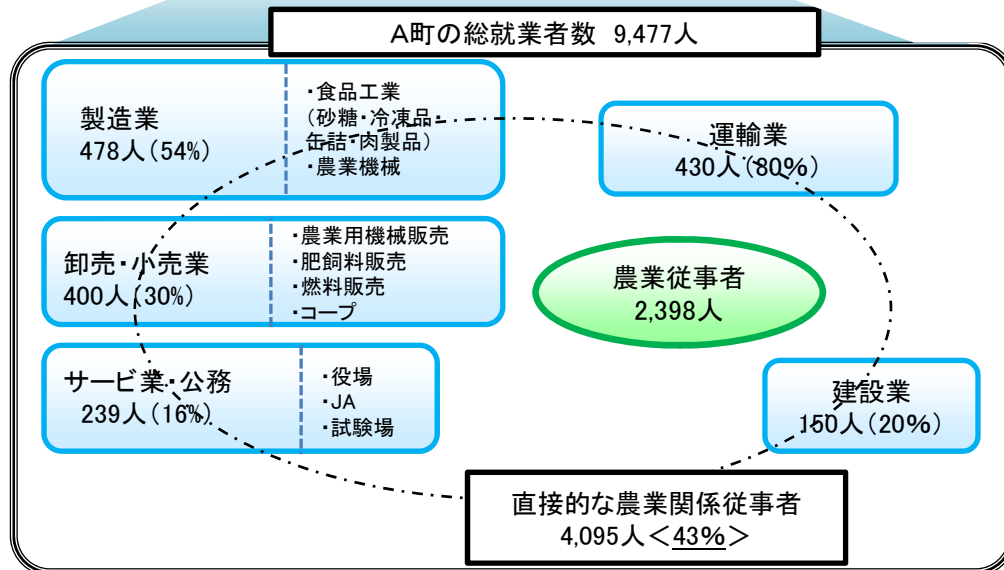 A町の総就業者数 9,477人
製造業
478人(54%)
・食品工業
(砂糖・冷凍品・
缶詰・肉製品)
・農業機械
運輸業
430人(80%)
卸売・小売業
400人(30%)
・農業用機械販売
・肥飼料販売
・燃料販売
・コープ
農業従事者
2,398人
サービ業・公務
239人(16%)
・役場
・JA
・試験場
建設業
150人(20%)
直接的な農業関係従事者
4,095人<43%>